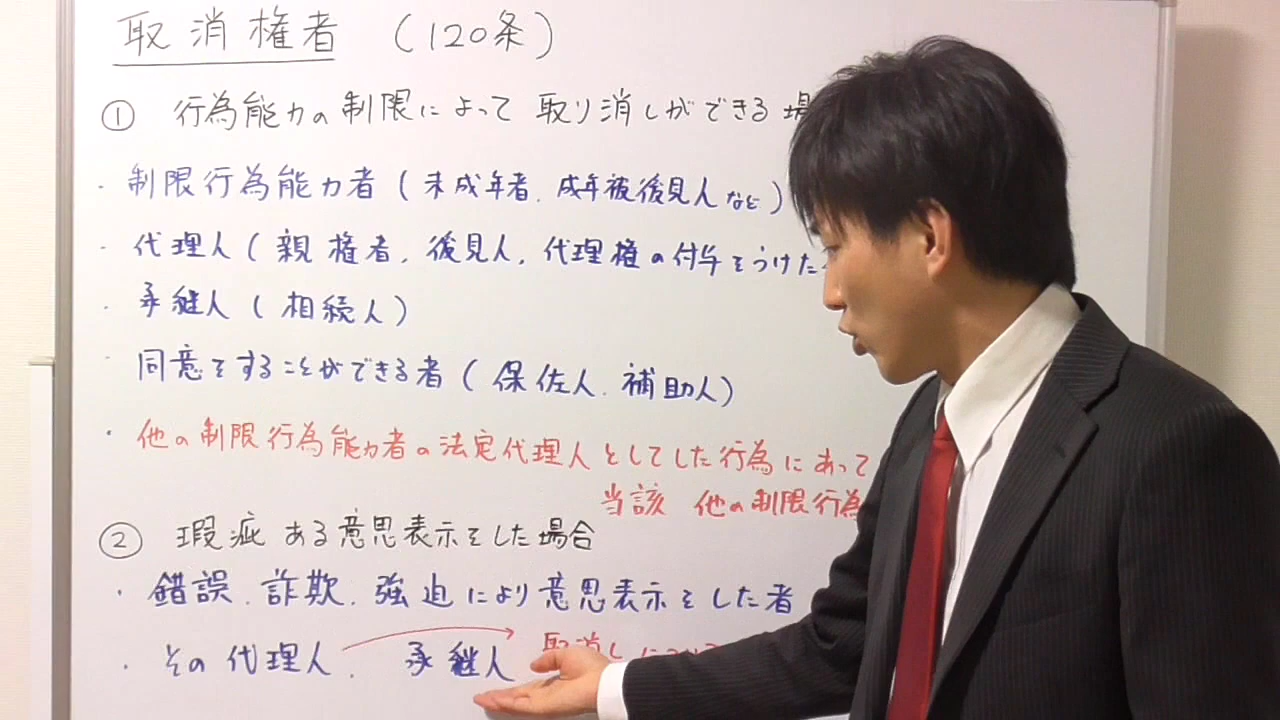 取消権者 (120条)
① 行為能力の制限によって 取り消しができる 場
・制限行為能力者 (未成年者、成年被後見人など)
・代理人 (親権者、後見人、代理権の付与をうけた
・承継人 (相続人)
同意をすることができる者 (保佐人、補助人)
・他の制限行為能力者の法定代理人としてした行為にあって
当該 他の制限行為
② 瑕疵ある意思表示をした場合
・錯誤、詐欺、強迫により意思表示をした者
・その代理人、承継人 取消し